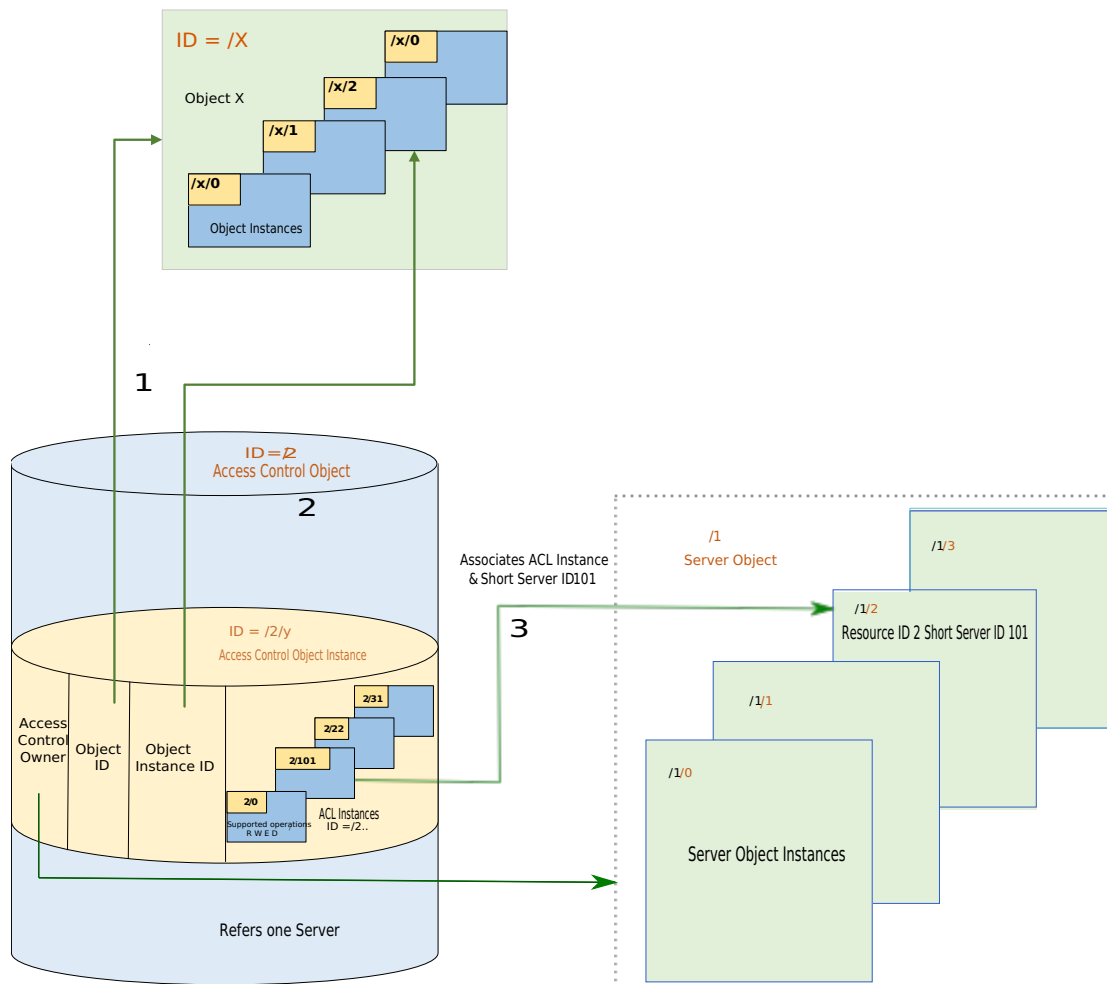 ID = /X
Object X
/x/0
/x/2
/x/1
/x/0
Object Instances
1
ID=/2
Access Control Object
2
Associates ACL Instance
& Short Server ID101
3
/1
Server Object
/1/3
/1/2
Resource ID 2 Short Server ID 101
/1/1
/1/0
Server Object Instances
ID = /2/y
Access Control Object Instance
Access
Control
Owner
Object
ID
Object
Instance ID
2/31
2/22
2/101
2/0
Supported operations
R W E D
ACL Instances
ID =/2..
Refers one Server